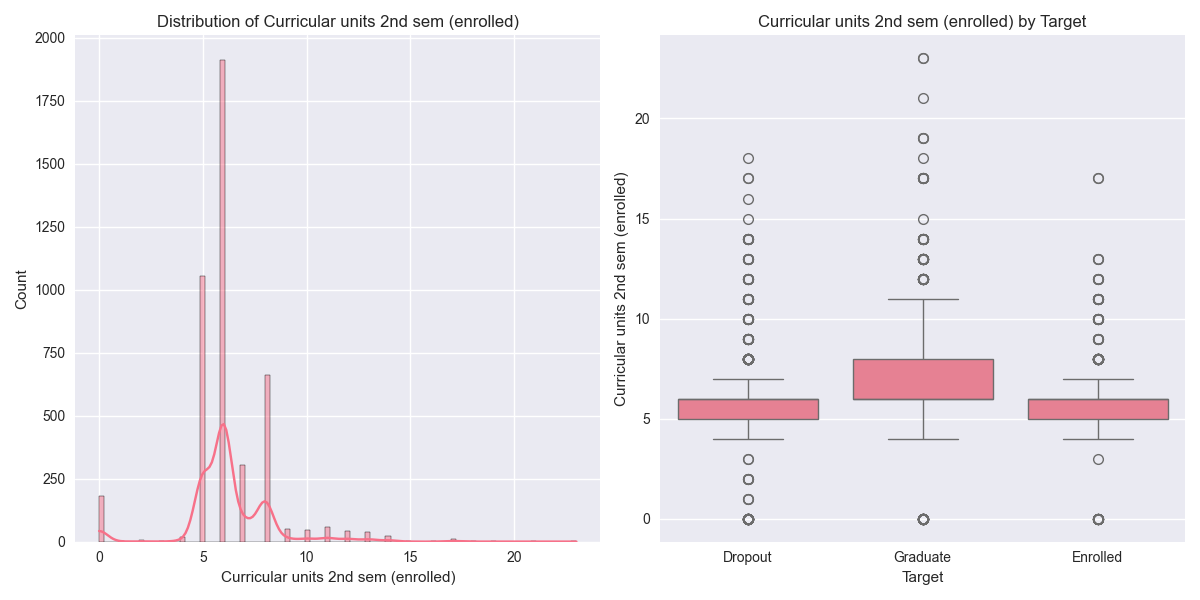 Distribution of Curricular units 2nd sem (enrolled)
2000
1750
1500
1250
1000
750
500
250
0
Count
0 5 10 15 20
Curricular units 2nd sem (enrolled)
Curricular units 2nd sem (enrolled) by Target
20
15
10
5
0
Curricular units 2nd sem (enrolled)
Dropout Graduate Enrolled
Target